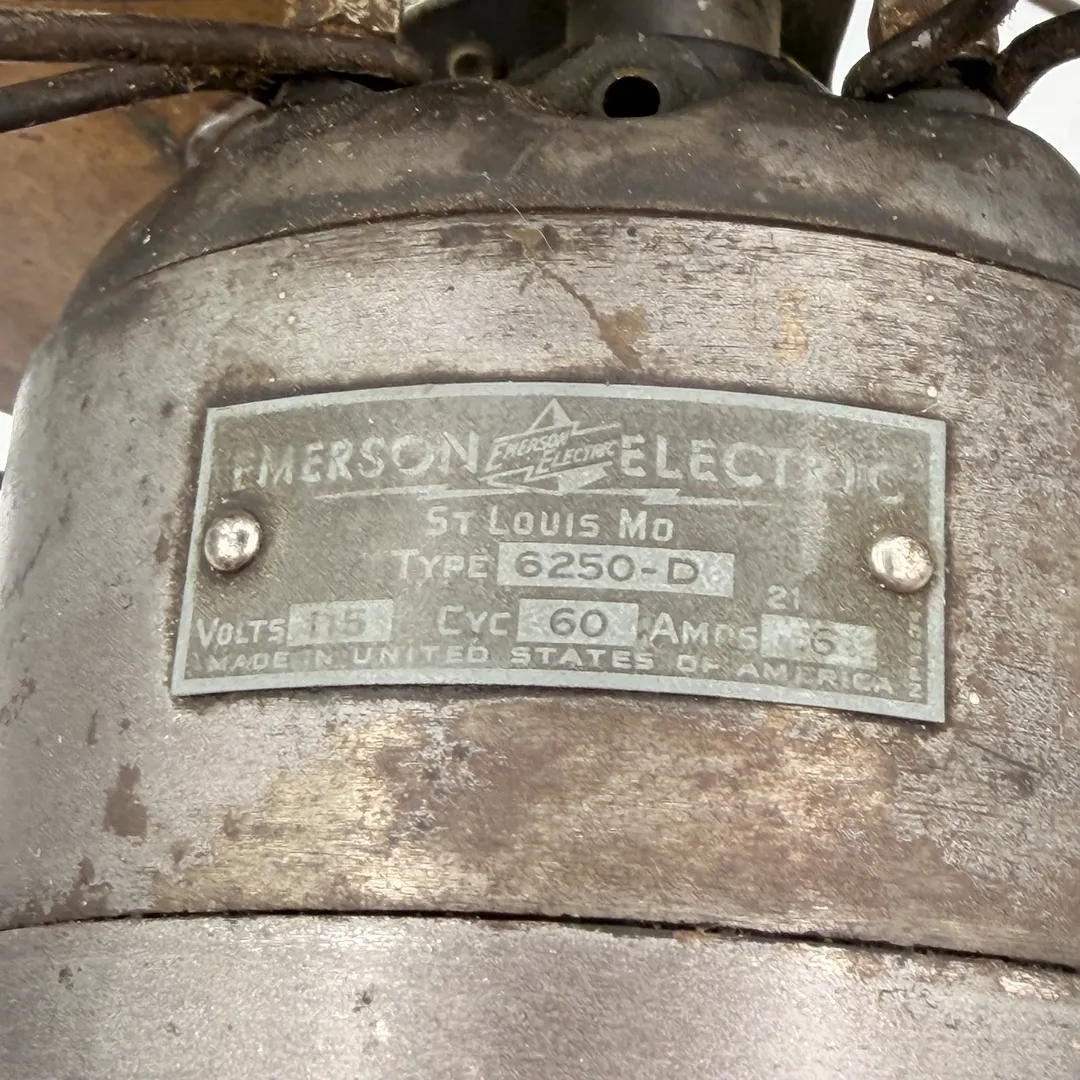 EMERSON EMERSON ELECTRIC ELECTRIC
ST LOUIS MO
TYPE 6250-D
21
VOLTS 115 CYC 60 AMPS .6
MADE IN UNITED STATES OF AMERICA